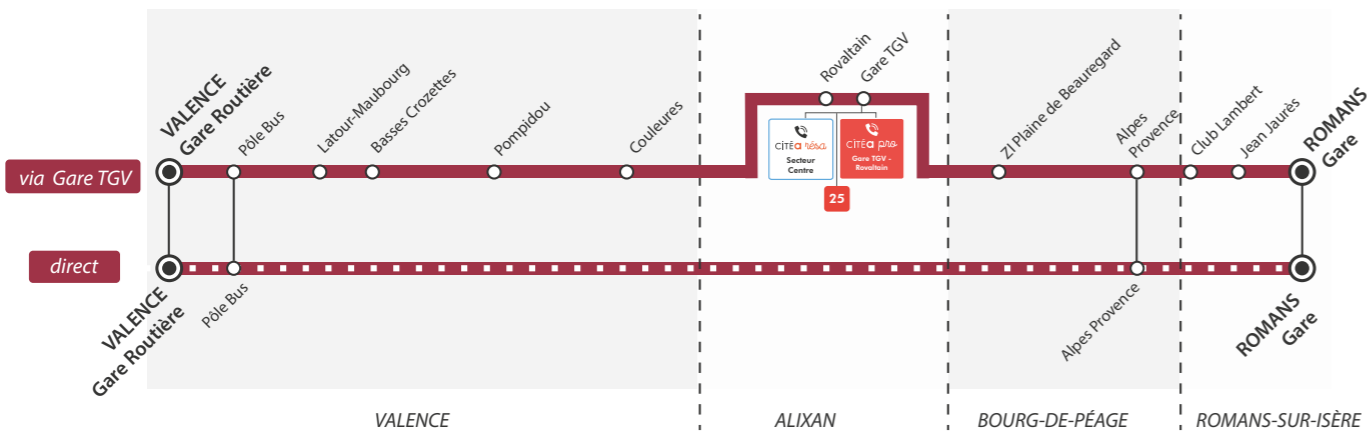 VALENCE
Gare Routière
Pôle Bus
Latour-Maubourg
Basses Crozettes
Pompidou
Couleures
Rovaltain
Gare TGV
ZI Plaine de Beauregard
Alpes
Provence
Club Lambert
Jean Jaurès
ROMANS
Gare
via Gare TGV
CITÉA résa
Secteur
Centre
CITÉA pro
Gare TGV -
Rovaltain
25
direct
VALENCE
Gare Routière
Pôle Bus
Alpes Provence
ROMANS
Gare
VALENCE
ALIXAN
BOURG-DE-PÉAGE
ROMANS-SUR-ISÈRE